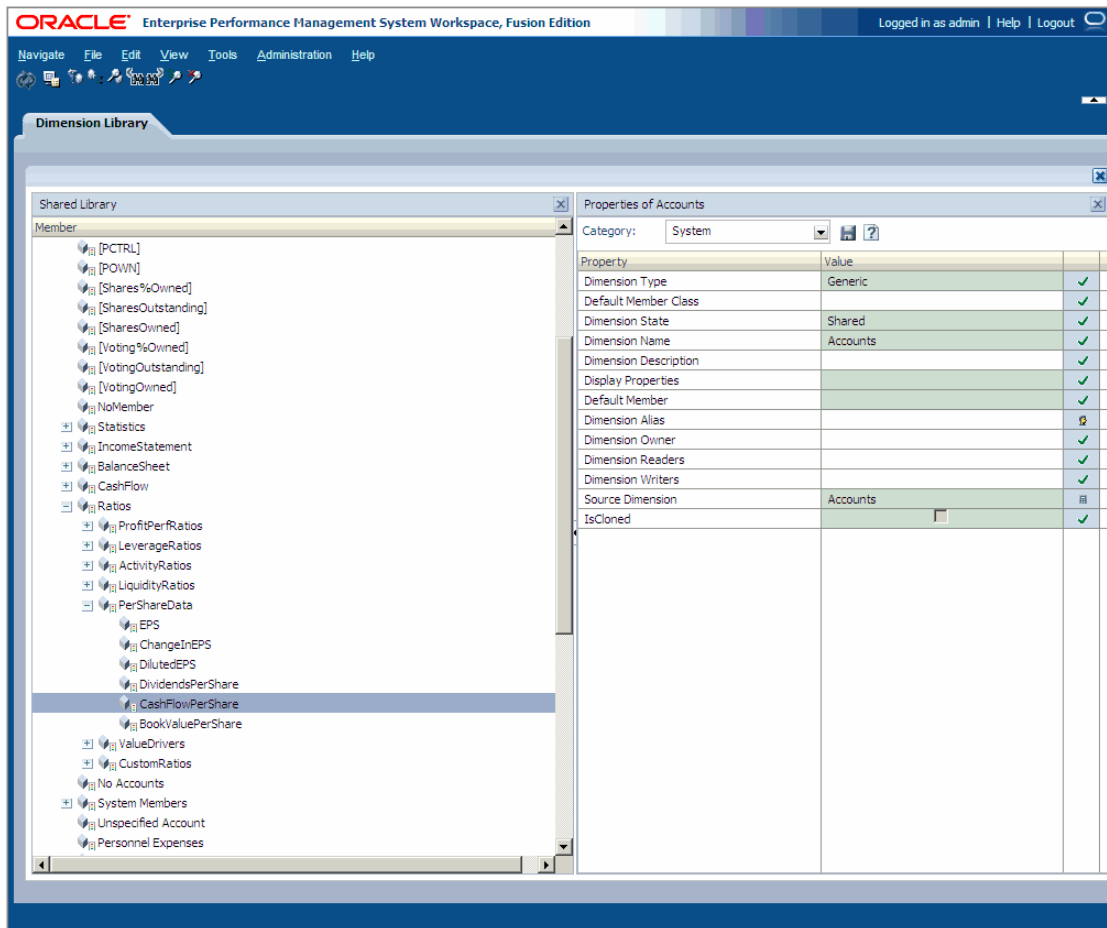 ORACLE® Enterprise Performance Management System Workspace, Fusion Edition
Logged in as admin | Help | Logout
Navigate File Edit View Tools Administration Help
Dimension Library
Shared Library
Member
[PCTRL]
[POWN]
[Shares%Owned]
[SharesOutstanding]
[SharesOwned]
[Voting%Owned]
[VotingOutstanding]
[VotingOwned]
NoMember
Statistics
IncomeStatement
BalanceSheet
CashFlow
Ratios
ProfitPerfRatios
LeverageRatios
ActivityRatios
LiquidityRatios
PerShareData
EPS
ChangeInEPS
DilutedEPS
DividendsPerShare
CashFlowPerShare
BookValuePerShare
ValueDrivers
CustomRatios
No Accounts
System Members
Unspecified Account
Personnel Expenses
Properties of Accounts
Category: System
Property Value
Dimension Type Generic
Default Member Class
Dimension State Shared
Dimension Name Accounts
Dimension Description
Display Properties
Default Member
Dimension Alias
Dimension Owner
Dimension Readers
Dimension Writers
Source Dimension Accounts
IsCloned